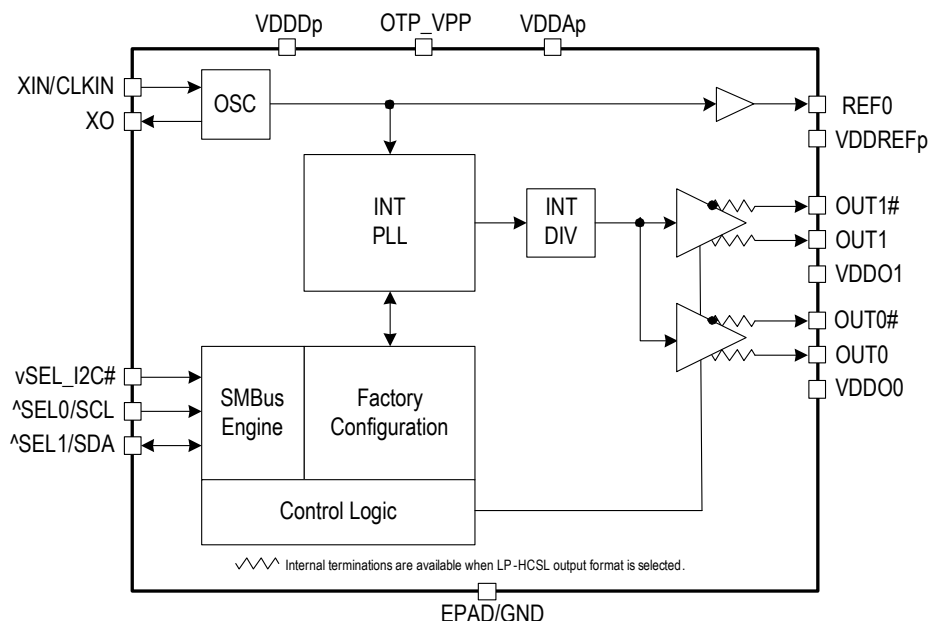 VDDDp
OTP_VPP
VDDAp
XIN/CLKIN
XO
OSC
REF0
VDDREFp
INT
PLL
INT
DIV
OUT1#
OUT1
VDDO1
OUT0#
OUT0
VDDO0
vSEL_I2C#
^SEL0/SCL
^SEL1/SDA
SMBus
Engine
Factory
Configuration
Control Logic
Internal terminations are available when LP-HCSL output format is selected.
EPAD/GND